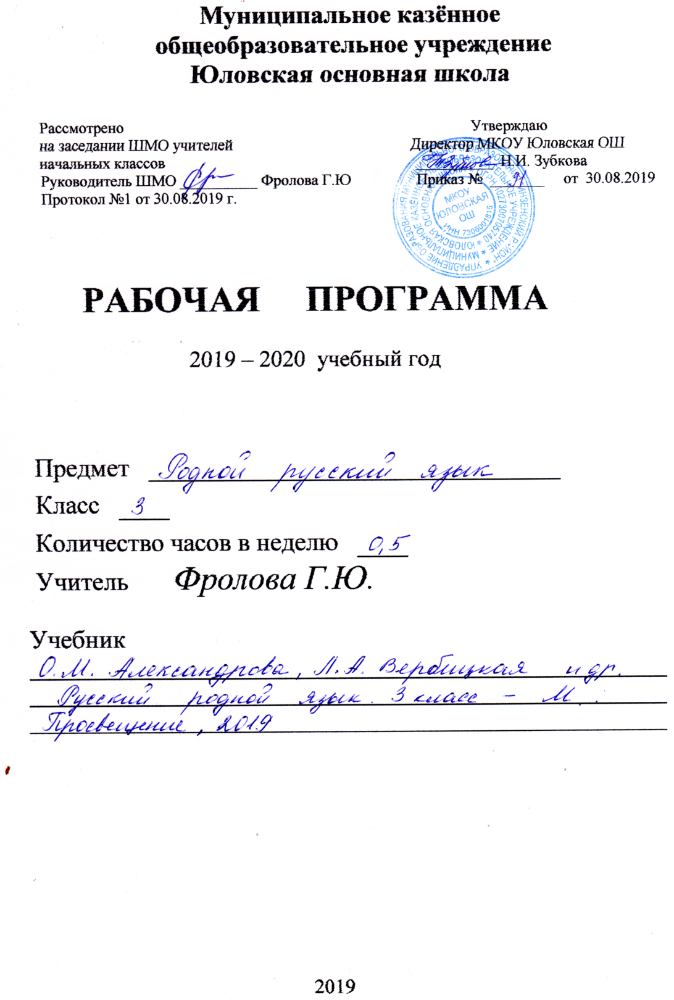 Муниципальное казённое
общеобразовательное учреждение
Юловская основная школа
Рассмотрено
на заседании ШМО учителей
начальных классов
Руководитель ШМО __________ Фролова Г.Ю
Протокол №1 от 30.08.2019 г.
Утверждаю
Директор МКОУ Юловская ОШ
Н.И. Зубкова
Приказ № 91 от 30.08.2019
МКОУ
ЮЛОВСКАЯ
ОШ
ИНН 7306001815
РАБОЧАЯ ПРОГРАММА
2019 – 2020 учебный год
Предмет Родной русский язык
Класс 3
Количество часов в неделю 0,5
Учитель Фролова Г.Ю.
Учебник
О.М. Александрова, Л.А. Вербицкая и др.
Русский родной язык. 3 класс – М.:
Просвещение, 2019
2019